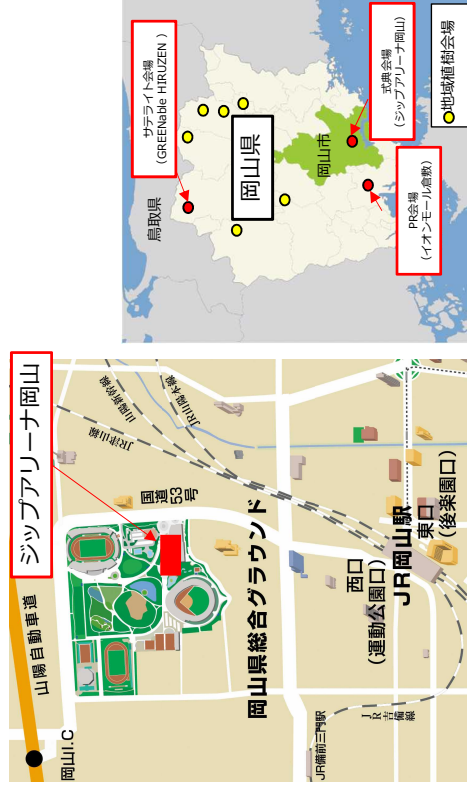 ジップアリーナ岡山
山陽自動車道
岡山I.C
国道
53号
JR津山線
山陽新幹線
JR山陽本線
岡山県総合グラウンド
西口
(運動公園口)
JR岡山駅
東口
(後楽園口)
JR備前三門駅
JR吉備線
サテライト会場
(GREENable HIRUZEN)
鳥取県
岡山県
岡山市
式典会場
(ジップアリーナ岡山)
PR会場
(イオンモール倉敷)
地域植樹会場